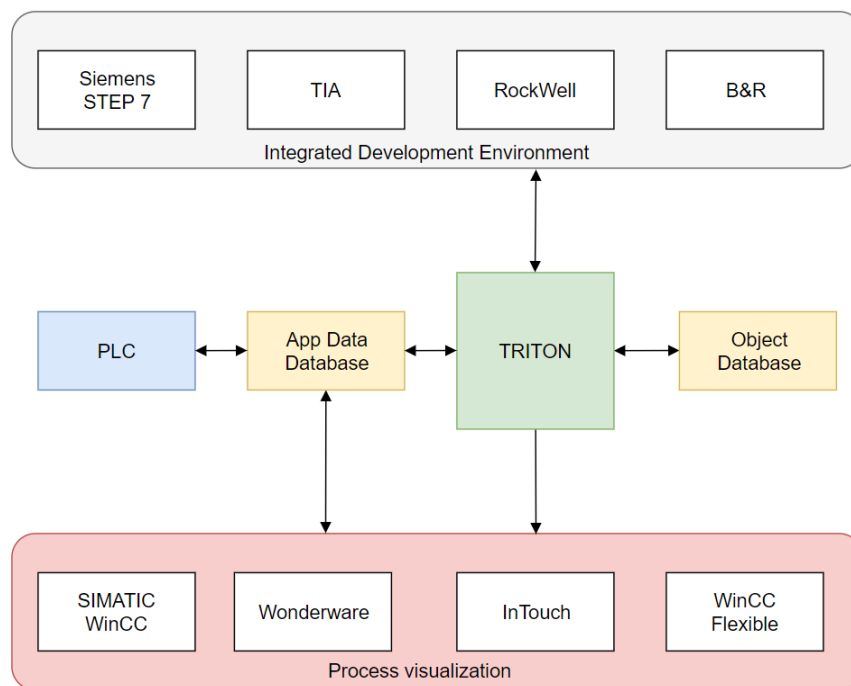 Siemens
STEP 7
TIA
RockWell
B&R
Integrated Development Environment
PLC
App Data
Database
TRITON
Object
Database
SIMATIC
WinCC
Wonderware
InTouch
WinCC
Flexible
Process visualization